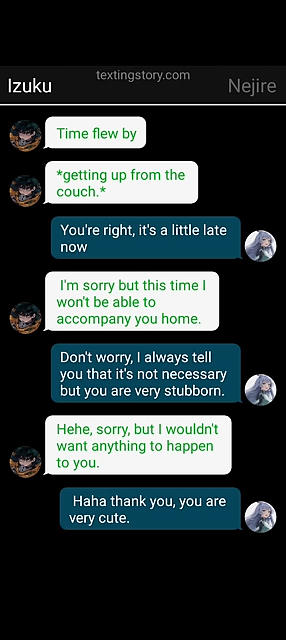 textingstory.com
Izuku
Nejire
Time flew by
*getting up from the
couch.*
You're right, it's a little late
now
I'm sorry but this time I
won't be able to
accompany you home.
Don't worry, I always tell
you that it's not necessary
but you are very stubborn.
Hehe, sorry, but I wouldn't
want anything to happen
to you.
Haha thank you, you are
very cute.